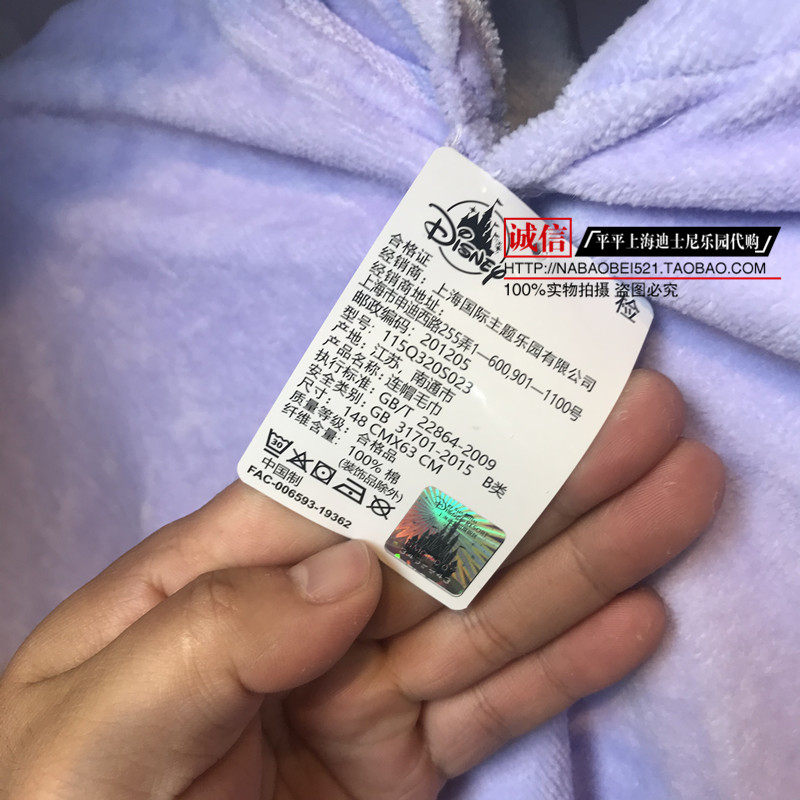 Disney
合格证
经销商：上海国际主题乐园有限公司
经销商地址：
上海市申迪西路255弄1—600,901—1100号
邮政编码：201205
型号：115Q320S023
产地：江苏，南通市
产品名称：连帽毛巾
执行标准：GB/T 22864-2009
安全类别：GB 31701-2015 B类
尺寸：148 CMX63 CM
质量等级：合格品
纤维含量：100% 棉
(装饰品除外)
30
中国制
FAC-006593-19362
检
诚信
平平上海迪士尼乐园代购
HTTP://NABAOBEI521.TAOBAO.COM
100%实物拍摄 盗图必究